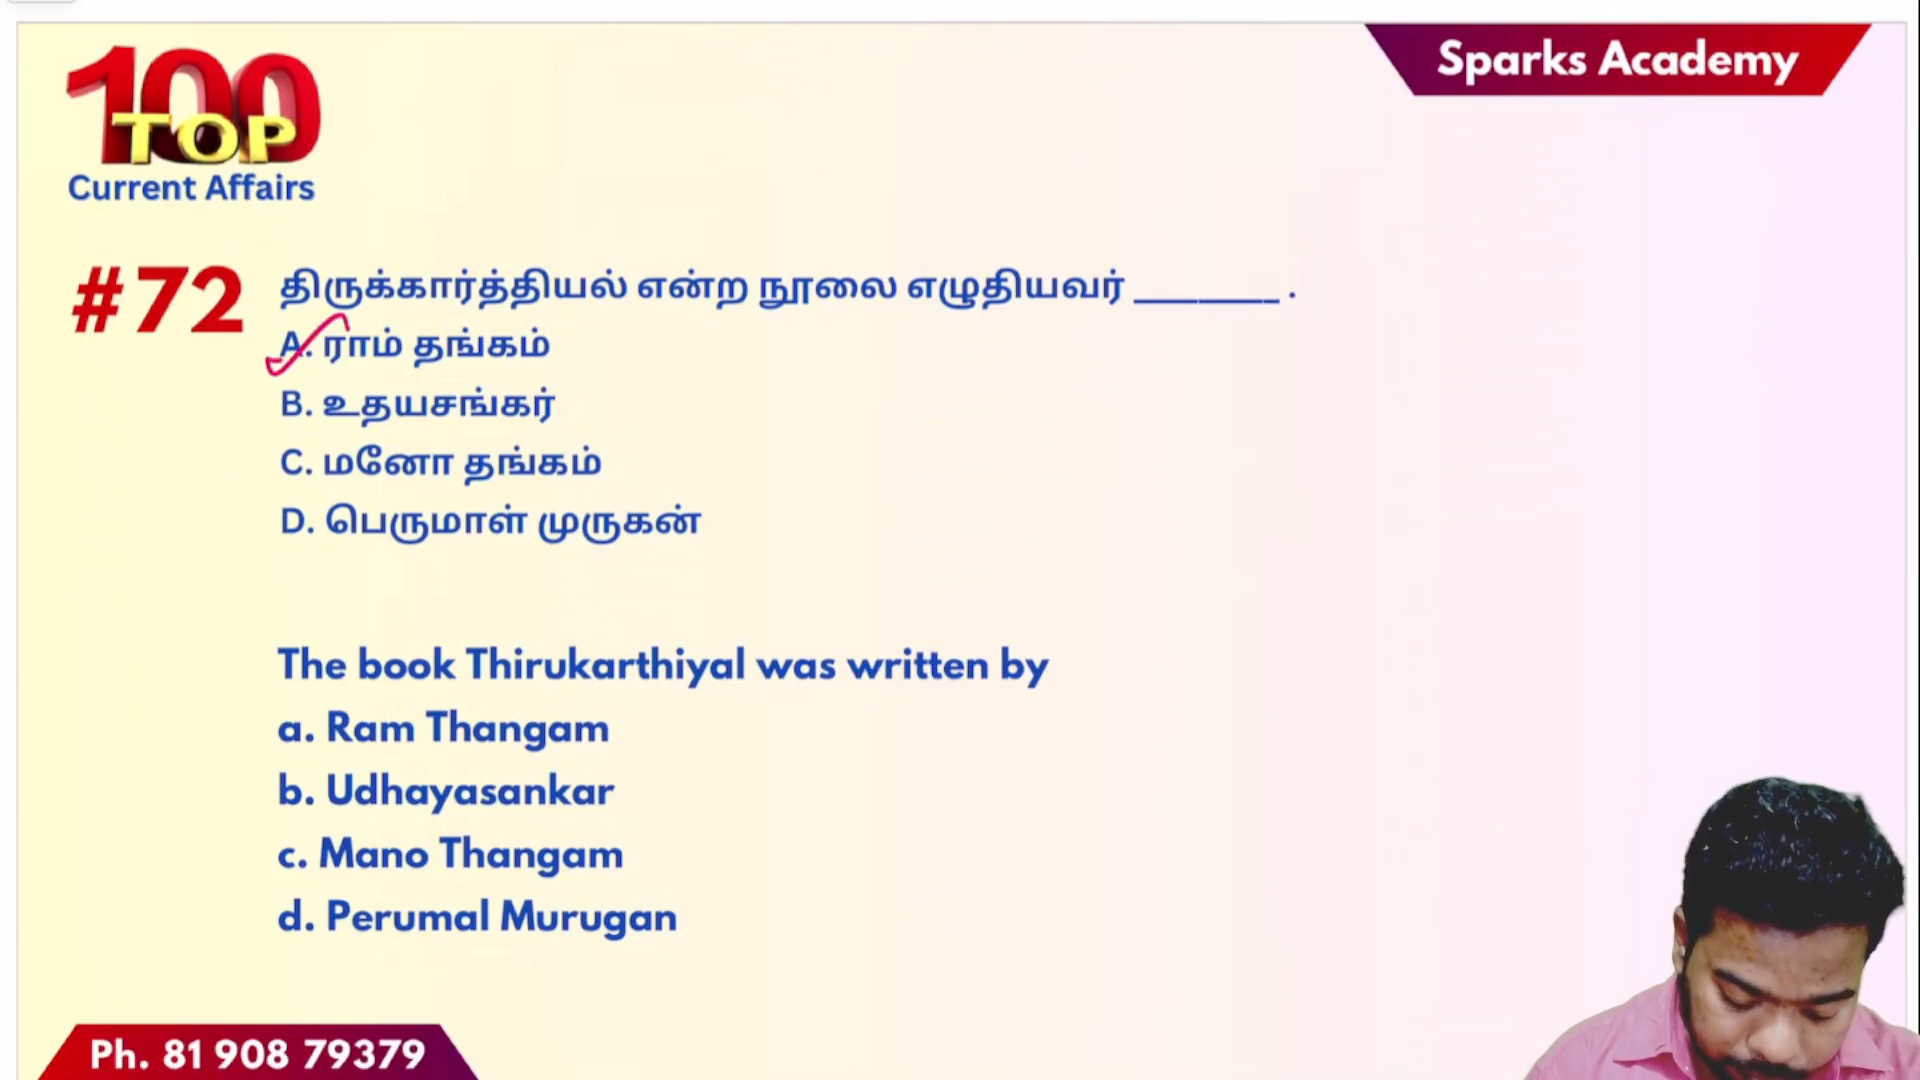 100
TOP
Current Affairs
Sparks Academy
#72
திருக்கார்த்தியல் என்ற நூலை எழுதியவர் ________ .
A. ராம் தங்கம்
B. உதயசங்கர்
C. மனோ தங்கம்
D. பெருமாள் முருகன்
The book Thirukarthiyal was written by
a. Ram Thangam
b. Udhayasankar
c. Mano Thangam
d. Perumal Murugan
Ph. 81 908 79379